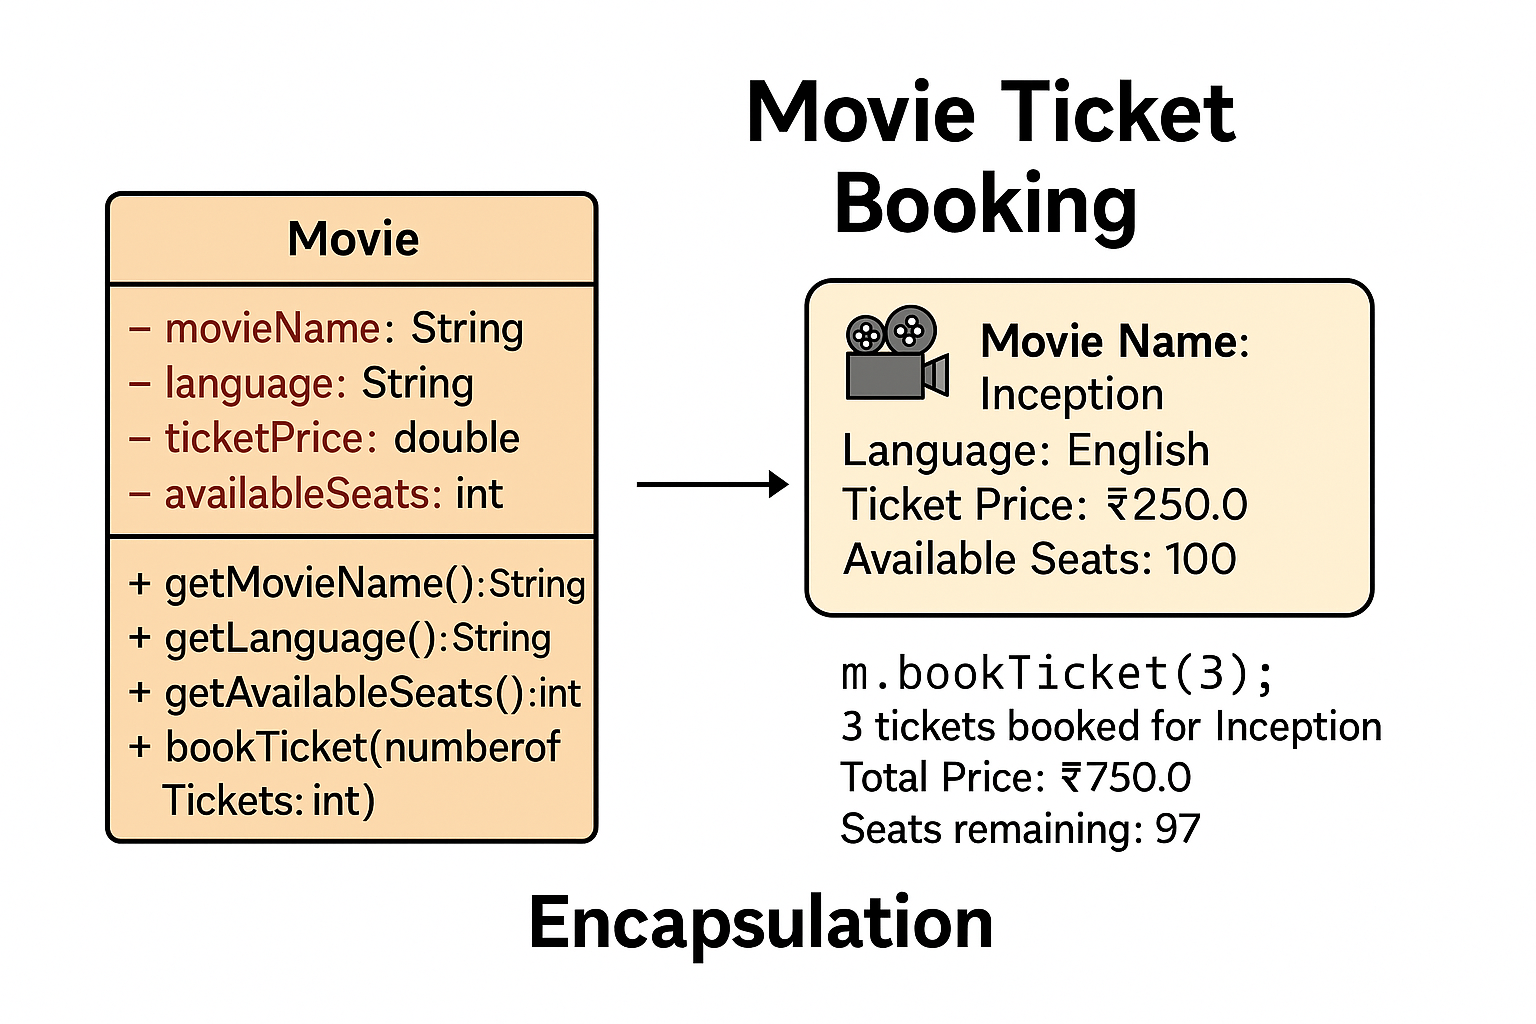 Movie Ticket
Booking
Movie
– movieName: String
– language: String
– ticketPrice: double
– availableSeats: int
+ getMovieName():String
+ getLanguage():String
+ getAvailableSeats():int
+ bookTicket(numberof
Tickets: int)
Movie Name:
Inception
Language: English
Ticket Price: ₹250.0
Available Seats: 100
m.bookTicket(3);
3 tickets booked for Inception
Total Price: ₹750.0
Seats remaining: 97
Encapsulation